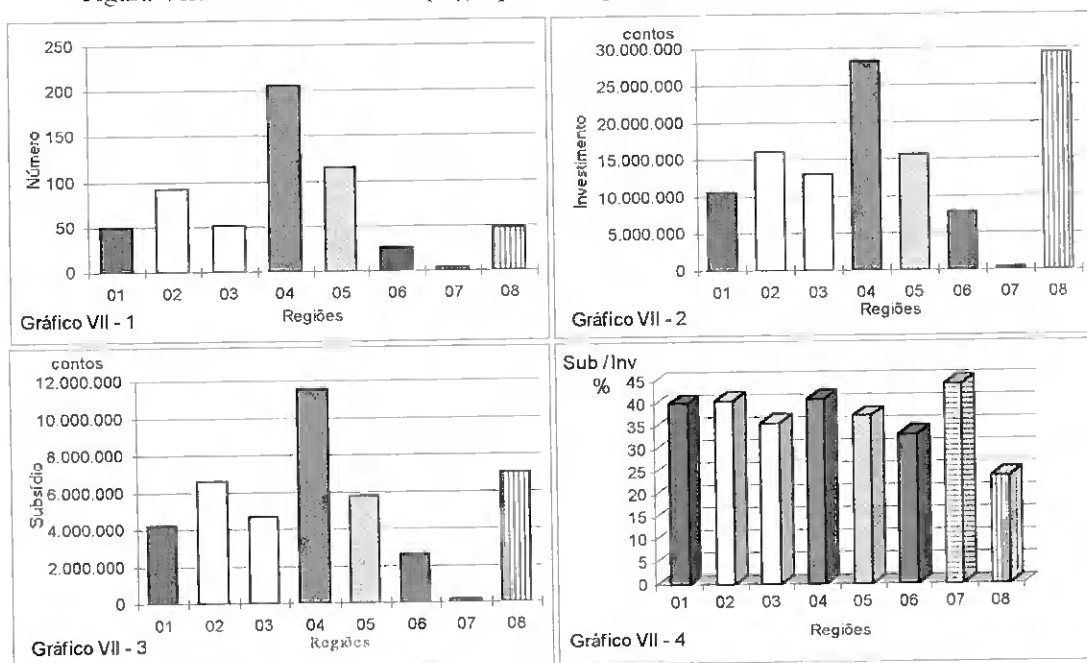 250
200
150
100
50
0
Número
01 02 03 04 05 06 07 08
Regiões
Gráfico VII - 1
contos
30.000.000
25.000.000
20.000.000
15.000.000
10.000.000
5.000.000
0
Investimento
01 02 03 04 05 06 07 08
Regiões
Gráfico VII - 2
contos
12.000.000
10.000.000
8.000.000
6.000.000
4.000.000
2.000.000
0
Subsídio
01 02 03 04 05 06 07 08
Regiões
Gráfico VII - 3
Sub /Inv
%
45
40
35
30
25
20
15
10
5
0
01 02 03 04 05 06 07 08
Regiões
Gráfico VII - 4